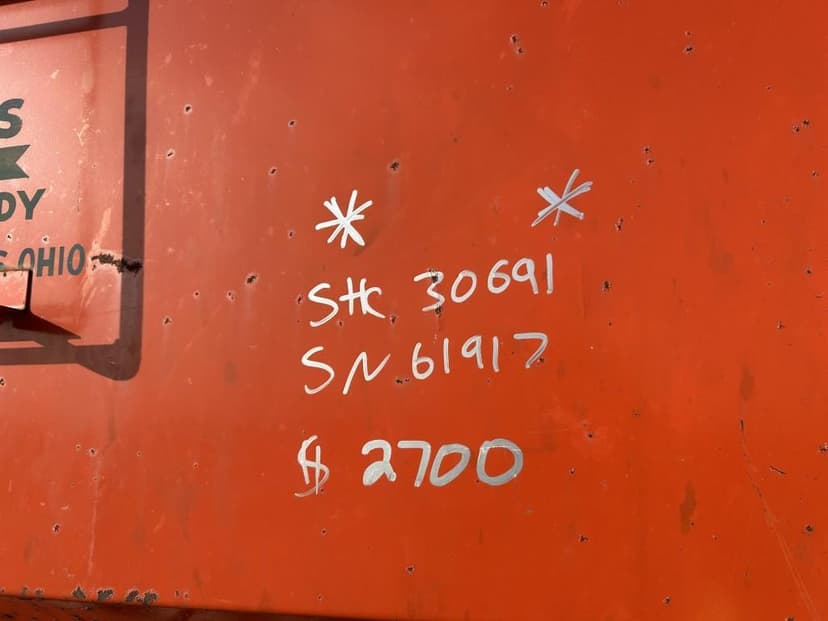 S
DY
S, OHIO
* *
Stk 30691
SN 61917
$ 2700